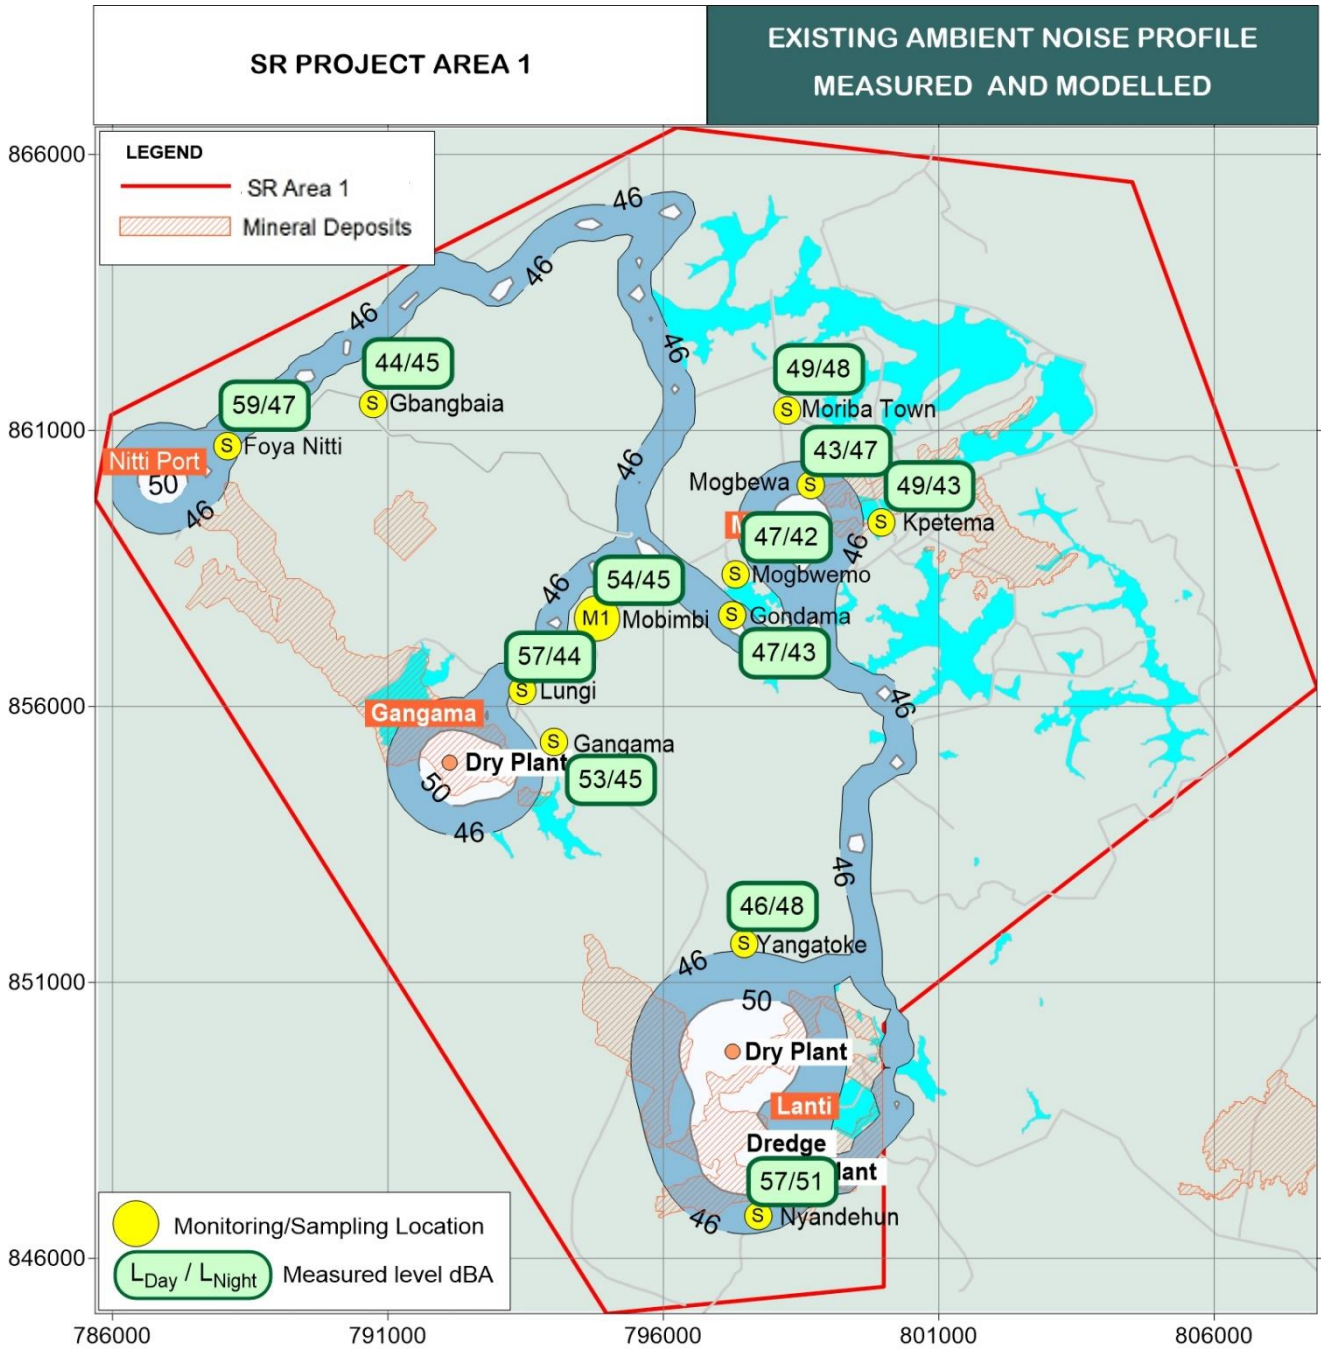 SR PROJECT AREA 1
EXISTING AMBIENT NOISE PROFILE
MEASURED AND MODELLED
LEGEND
SR Area 1
Mineral Deposits
866000
861000
856000
851000
846000
786000
791000
796000
801000
806000
46
46
46
46
46
44/45
Gbangbaia
59/47
Foya Nitti
Nitti Port
50
46
49/48
Moriba Town
43/47
Mogbewa
49/43
Kpetema
M
47/42
46
Mogbwemo
46
54/45
M1
Mobimbi
Gondama
47/43
57/44
Lungi
46
Gangama
Gangama
Dry Plant
53/45
50
46
46
46/48
Yangatoke
46
50
Dry Plant
Lanti
Dredge
lant
57/51
46
Nyandehun
S
S
S
S
S
S
S
S
S
S
S
Monitoring/Sampling Location
LDay / LNight
Measured level dBA